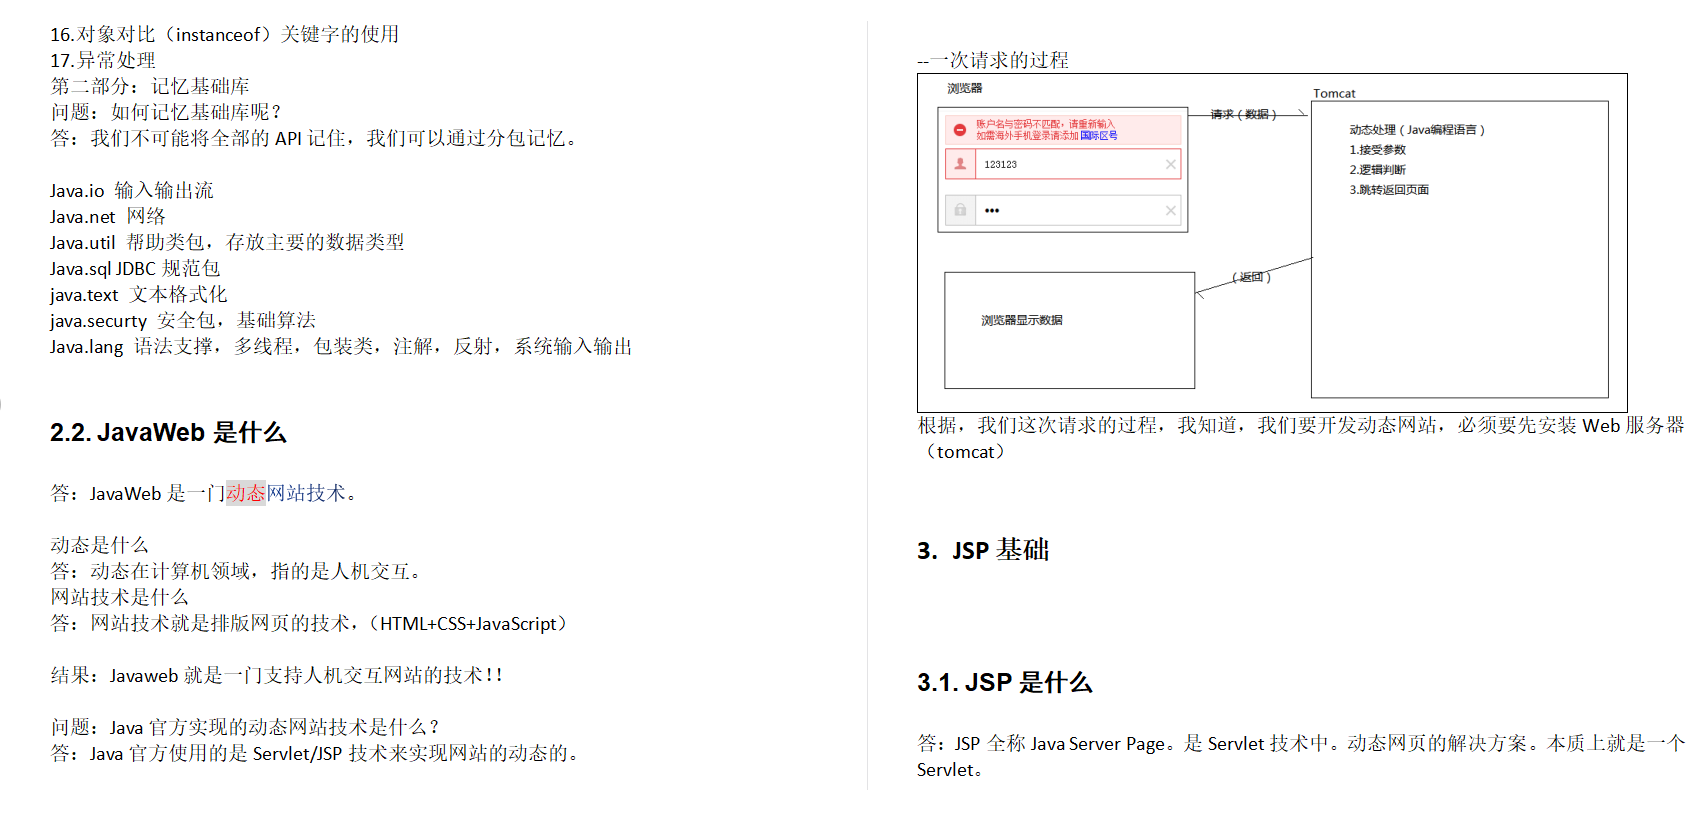 16.对象对比（instanceof）关键字的使用
17.异常处理
第二部分：记忆基础库
问题：如何记忆基础库呢？
答：我们不可能将全部的 API 记住，我们可以通过分包记忆。
Java.io  输入输出流
Java.net  网络
Java.util  帮助类包，存放主要的数据类型
Java.sql JDBC 规范包
java.text  文本格式化
java.securty  安全包，基础算法
Java.lang  语法支撑，多线程，包装类，注解，反射，系统输入输出
2.2. JavaWeb 是什么
答：JavaWeb 是一门动态网站技术。
动态是什么
答：动态在计算机领域，指的是人机交互。
网站技术是什么
答：网站技术就是排版网页的技术，（HTML+CSS+JavaScript）
结果：Javaweb 就是一门支持人机交互网站的技术！！
问题：Java 官方实现的动态网站技术是什么？
答：Java 官方使用的是 Servlet/JSP 技术来实现网站的动态的。
--一次请求的过程
浏览器
账户名与密码不匹配，请重新输入
如需海外手机登录请添加 国际区号
123123
•••
请求（数据）
Tomcat
动态处理（Java编程语言）
1.接受参数
2.逻辑判断
3.跳转返回页面
（返回）
浏览器显示数据
根据，我们这次请求的过程，我知道，我们要开发动态网站，必须要先安装 Web 服务器
（tomcat）
3. JSP 基础
3.1. JSP 是什么
答：JSP 全称 Java Server Page。是 Servlet 技术中。动态网页的解决方案。本质上就是一个
Servlet。